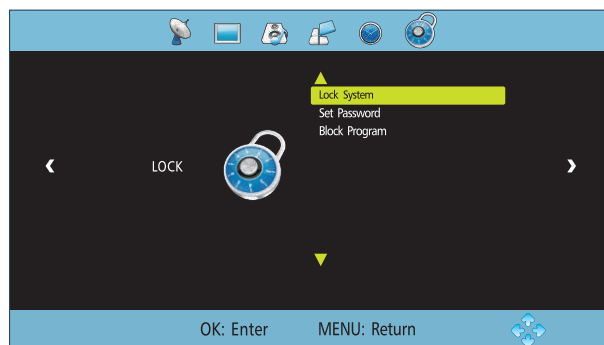 Lock System
Set Password
Block Program
LOCK
OK: Enter MENU: Return